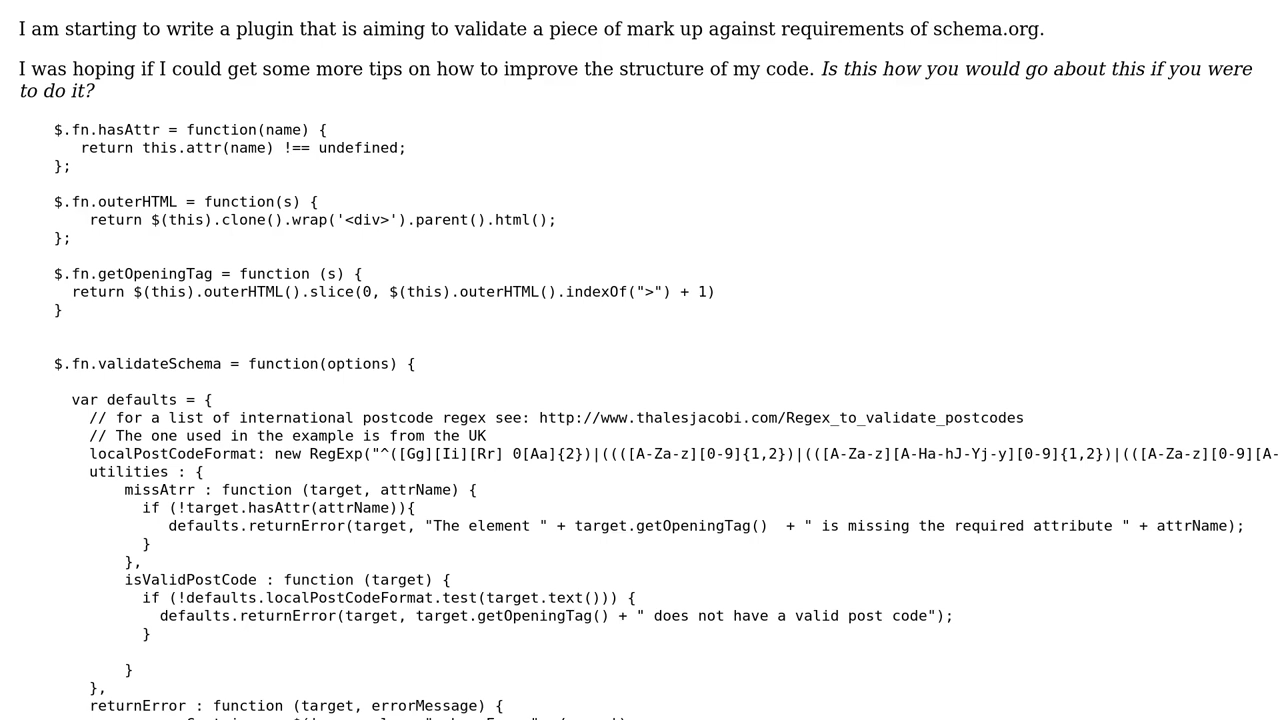 I am starting to write a plugin that is aiming to validate a piece of mark up against requirements of schema.org.
I was hoping if I could get some more tips on how to improve the structure of my code. Is this how you would go about this if you were
to do it?
$.fn.hasAttr = function(name) {
return this.attr(name) !== undefined;
};
$.fn.outerHTML = function(s) {
return $(this).clone().wrap('<div>').parent().html();
};
$.fn.getOpeningTag = function (s) {
return $(this).outerHTML().slice(0, $(this).outerHTML().indexOf(">") + 1)
}
$.fn.validateSchema = function(options) {
var defaults = {
// for a list of international postcode regex see: http://www.thalesjacobi.com/Regex_to_validate_postcodes
// The one used in the example is from the UK
localPostCodeFormat: new RegExp("^([Gg][Ii][Rr] 0[Aa]{2})|((([A-Za-z][0-9]{1,2})|(([A-Za-z][A-Ha-hJ-Yj-y][0-9]{1,2})|(([A-Za-z][0-9][A-
utilities : {
missAtrr : function (target, attrName) {
if (!target.hasAttr(attrName)){
defaults.returnError(target, "The element " + target.getOpeningTag()  + " is missing the required attribute " + attrName);
}
},
isValidPostCode : function (target) {
if (!defaults.localPostCodeFormat.test(target.text())) {
defaults.returnError(target, target.getOpeningTag() + " does not have a valid post code");
}
}
},
returnError : function (target, errorMessage) {